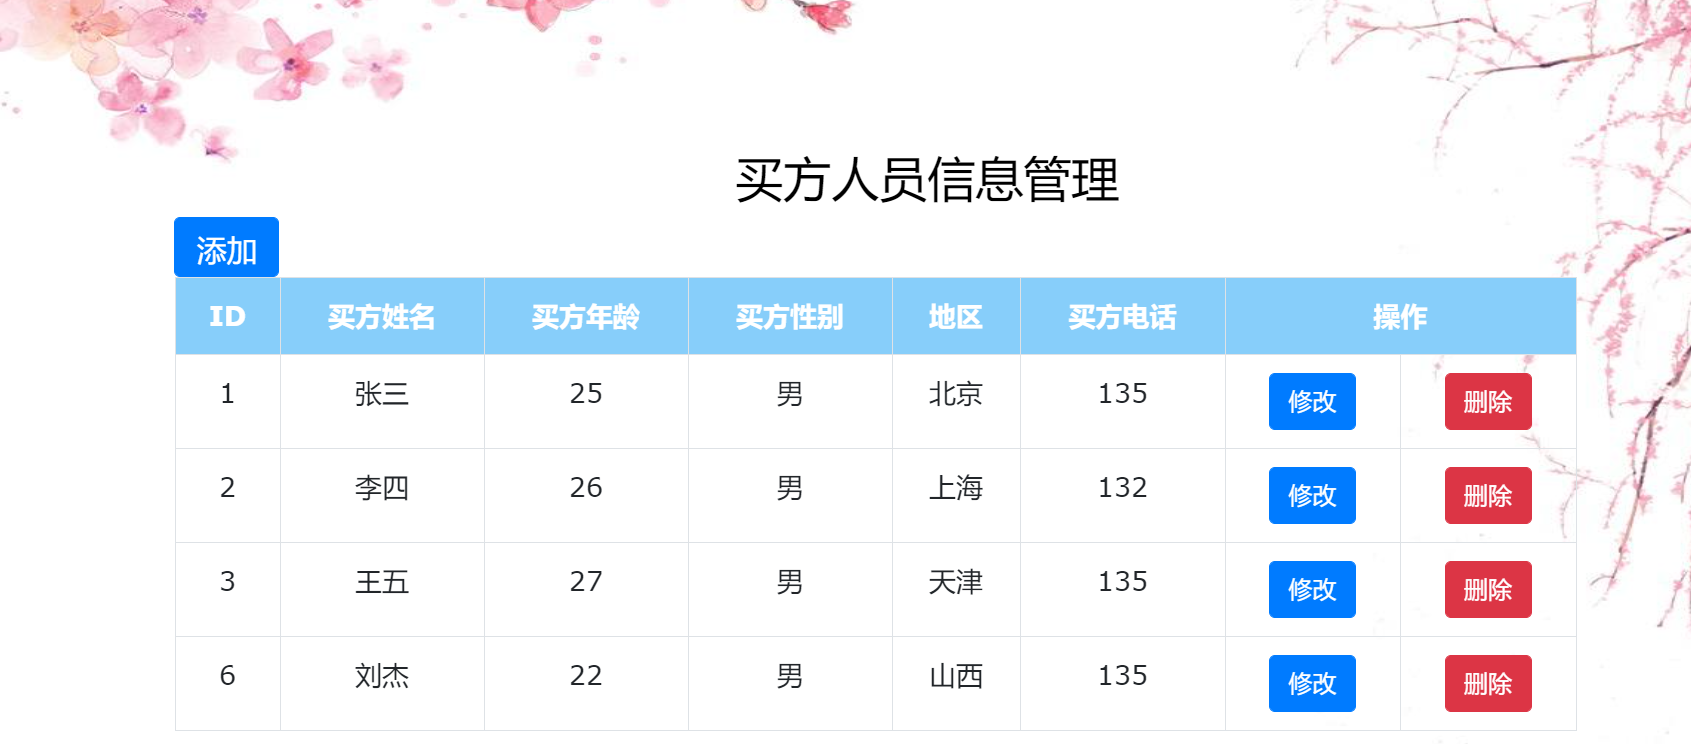 买方人员信息管理
添加
ID 买方姓名 买方年龄 买方性别 地区 买方电话 操作
1 张三 25 男 北京 135 修改 删除
2 李四 26 男 上海 132 修改 删除
3 王五 27 男 天津 135 修改 删除
6 刘杰 22 男 山西 135 修改 删除